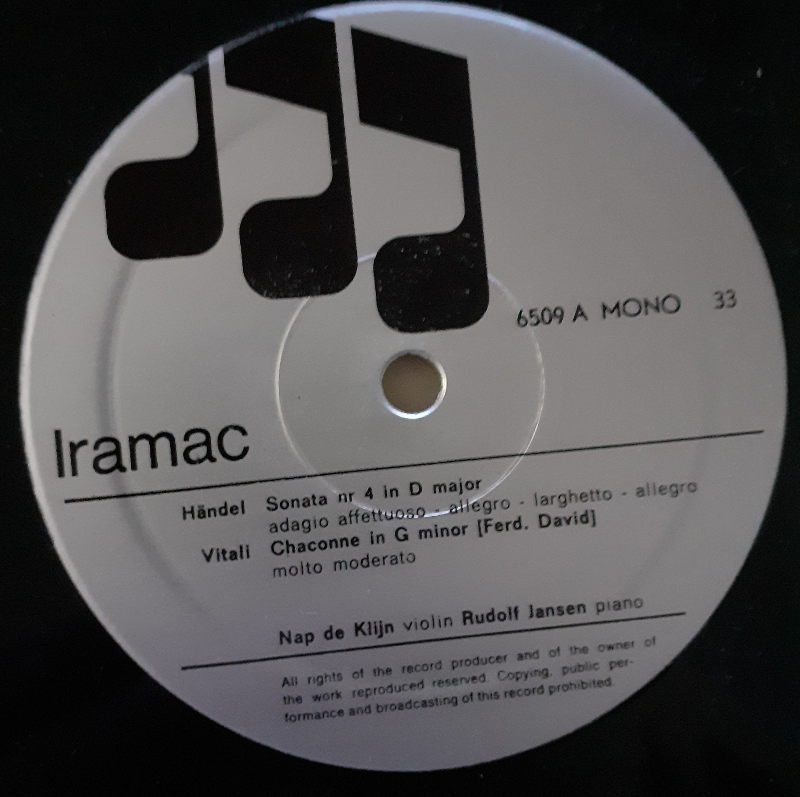 6509 A MONO 33
Iramac
Händel Sonata nr 4 in D major
adagio affettuoso - allegro - larghetto - allegro
Vitali Chaconne in G minor [Ferd. David]
molto moderato
Nap de Klijn violin Rudolf Jansen piano
All rights of the record producer and of the owner of
the work reproduced reserved. Copying, public per-
formance and broadcasting of this record prohibited.